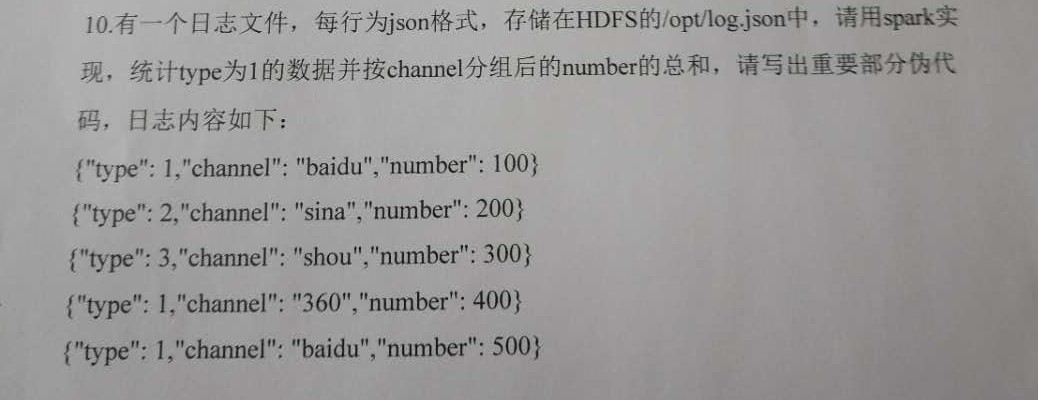 10.有一个日志文件，每行为json格式，存储在HDFS的/opt/log.json中，请用spark实
现，统计type为1的数据并按channel分组后的number的总和，请写出重要部分伪代
码，日志内容如下：
{"type": 1,"channel": "baidu","number": 100}
{"type": 2,"channel": "sina","number": 200}
{"type": 3,"channel": "shou","number": 300}
{"type": 1,"channel": "360","number": 400}
{"type": 1,"channel": "baidu","number": 500}